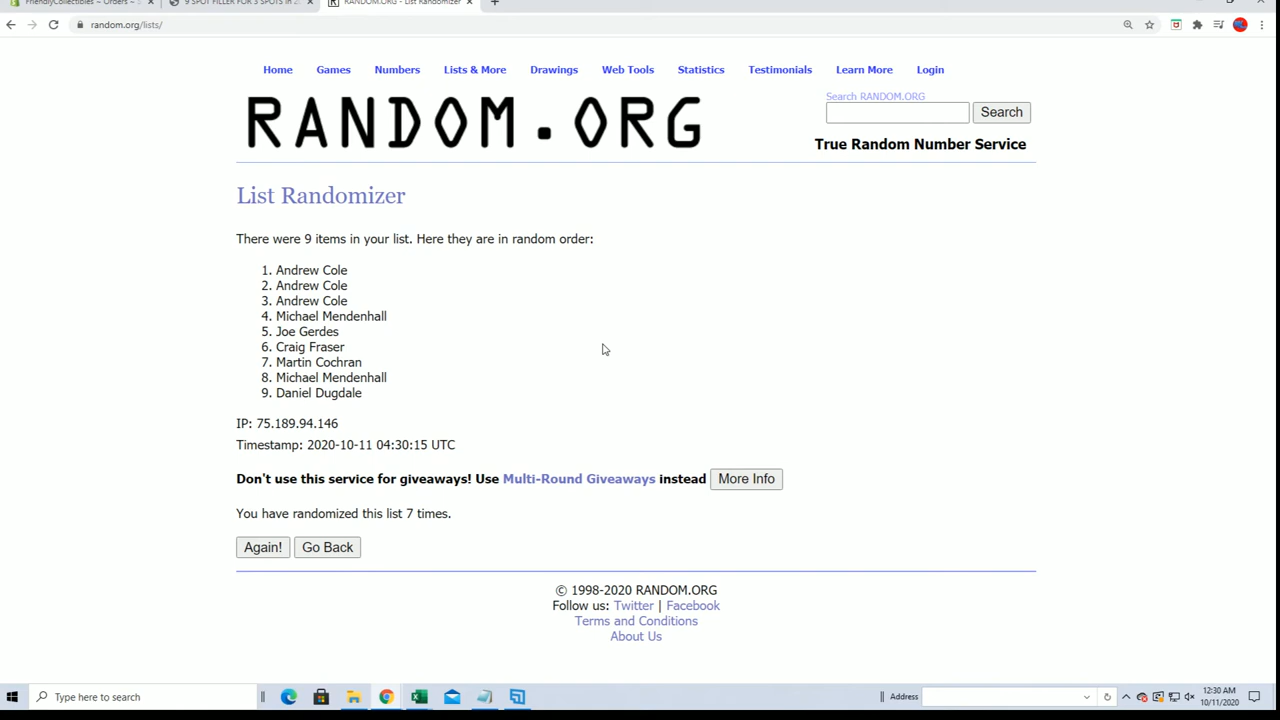 FriendlyCollectibles – Orders – S
9 SPOT FILLER FOR 3 SPOTS in 2
RANDOM.ORG - List Randomizer
random.org/lists/
Home Games Numbers Lists & More Drawings Web Tools Statistics Testimonials Learn More Login
RANDOM.ORG
Search RANDOM.ORG
Search
True Random Number Service
List Randomizer
There were 9 items in your list. Here they are in random order:
1. Andrew Cole
2. Andrew Cole
3. Andrew Cole
4. Michael Mendenhall
5. Joe Gerdes
6. Craig Fraser
7. Martin Cochran
8. Michael Mendenhall
9. Daniel Dugdale
IP: 75.189.94.146
Timestamp: 2020-10-11 04:30:15 UTC
Don't use this service for giveaways! Use Multi-Round Giveaways instead More Info
You have randomized this list 7 times.
Again! Go Back
© 1998-2020 RANDOM.ORG
Follow us: Twitter | Facebook
Terms and Conditions
About Us
Type here to search
Address
12:30 AM
10/11/2020